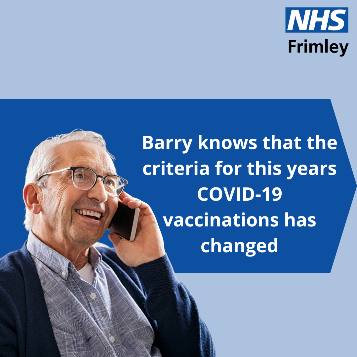 NHS
Frimley
Barry knows that the
criteria for this years
COVID-19
vaccinations has
changed